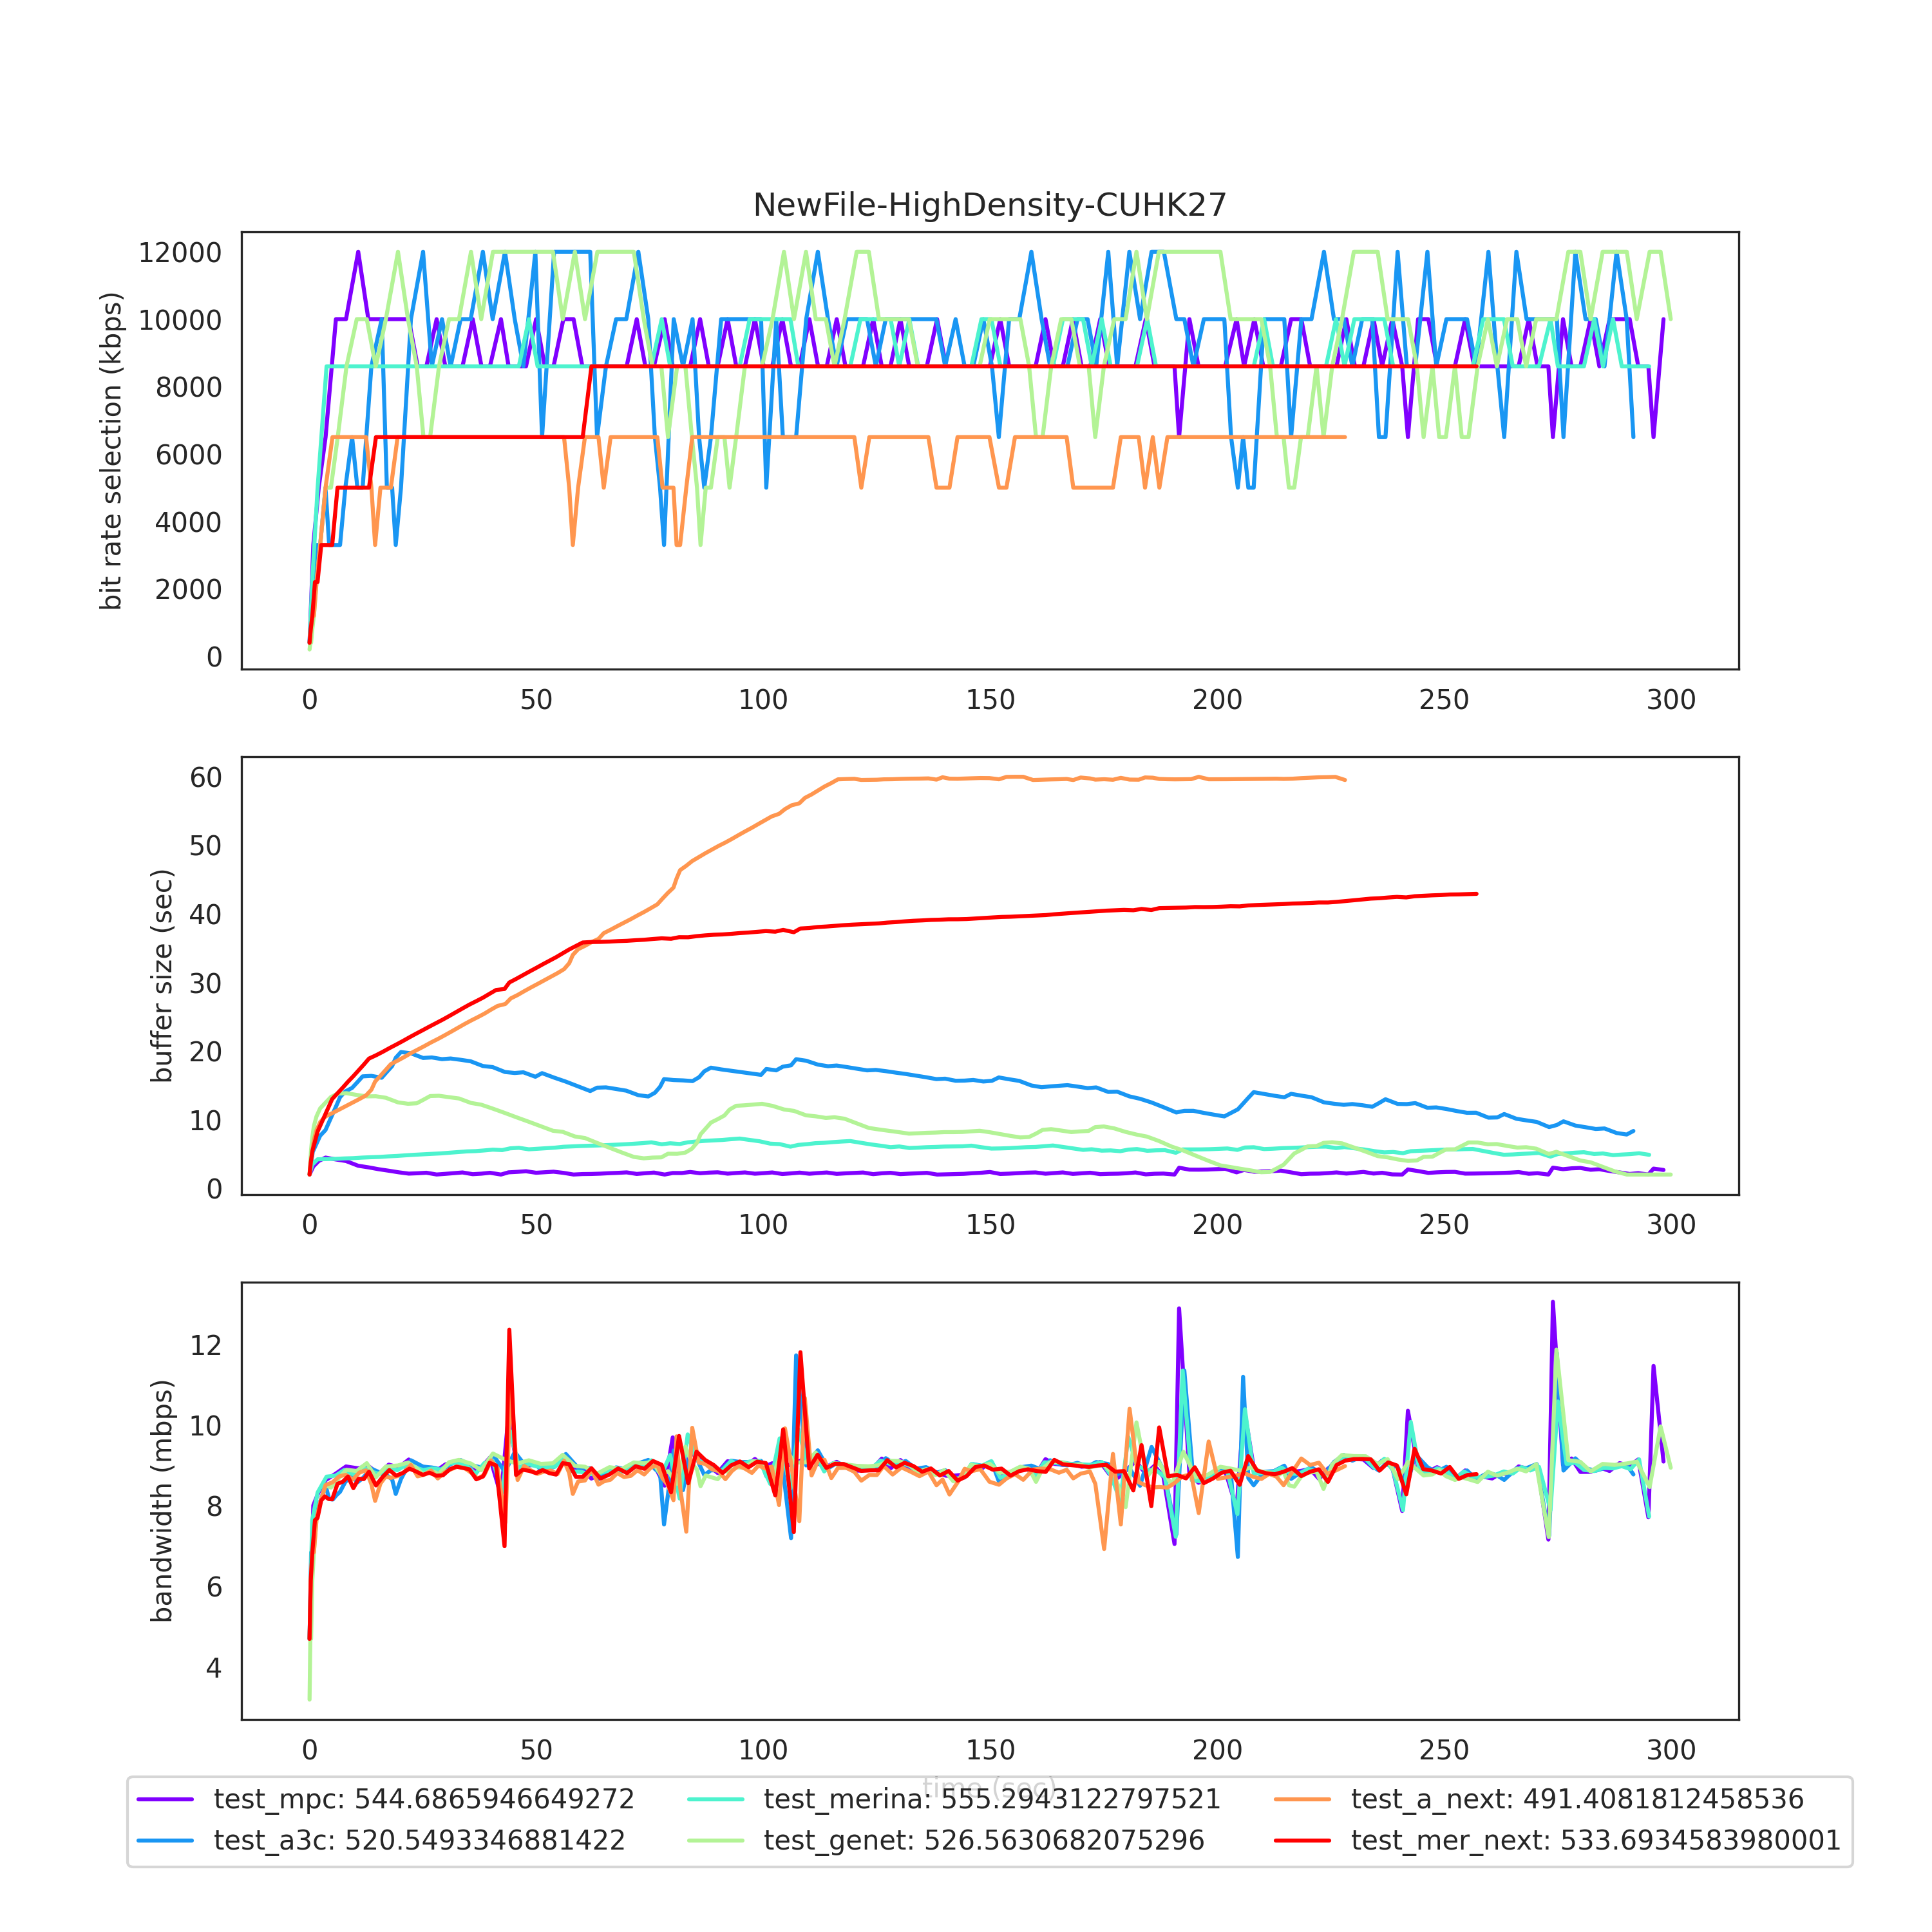 NewFile-HighDensity-CUHK27
bit rate selection (kbps)
12000
10000
8000
6000
4000
2000
0
0 50 100 150 200 250 300
buffer size (sec)
60
50
40
30
20
10
0
0 50 100 150 200 250 300
bandwidth (mbps)
12
10
8
6
4
0 50 100 150 200 250 300
time (sec)
test_mpc: 544.6865946649272 test_merina: 555.2943122797521 test_a_next: 491.4081812458536
test_a3c: 520.5493346881422 test_genet: 526.5630682075296 test_mer_next: 533.6934583980001